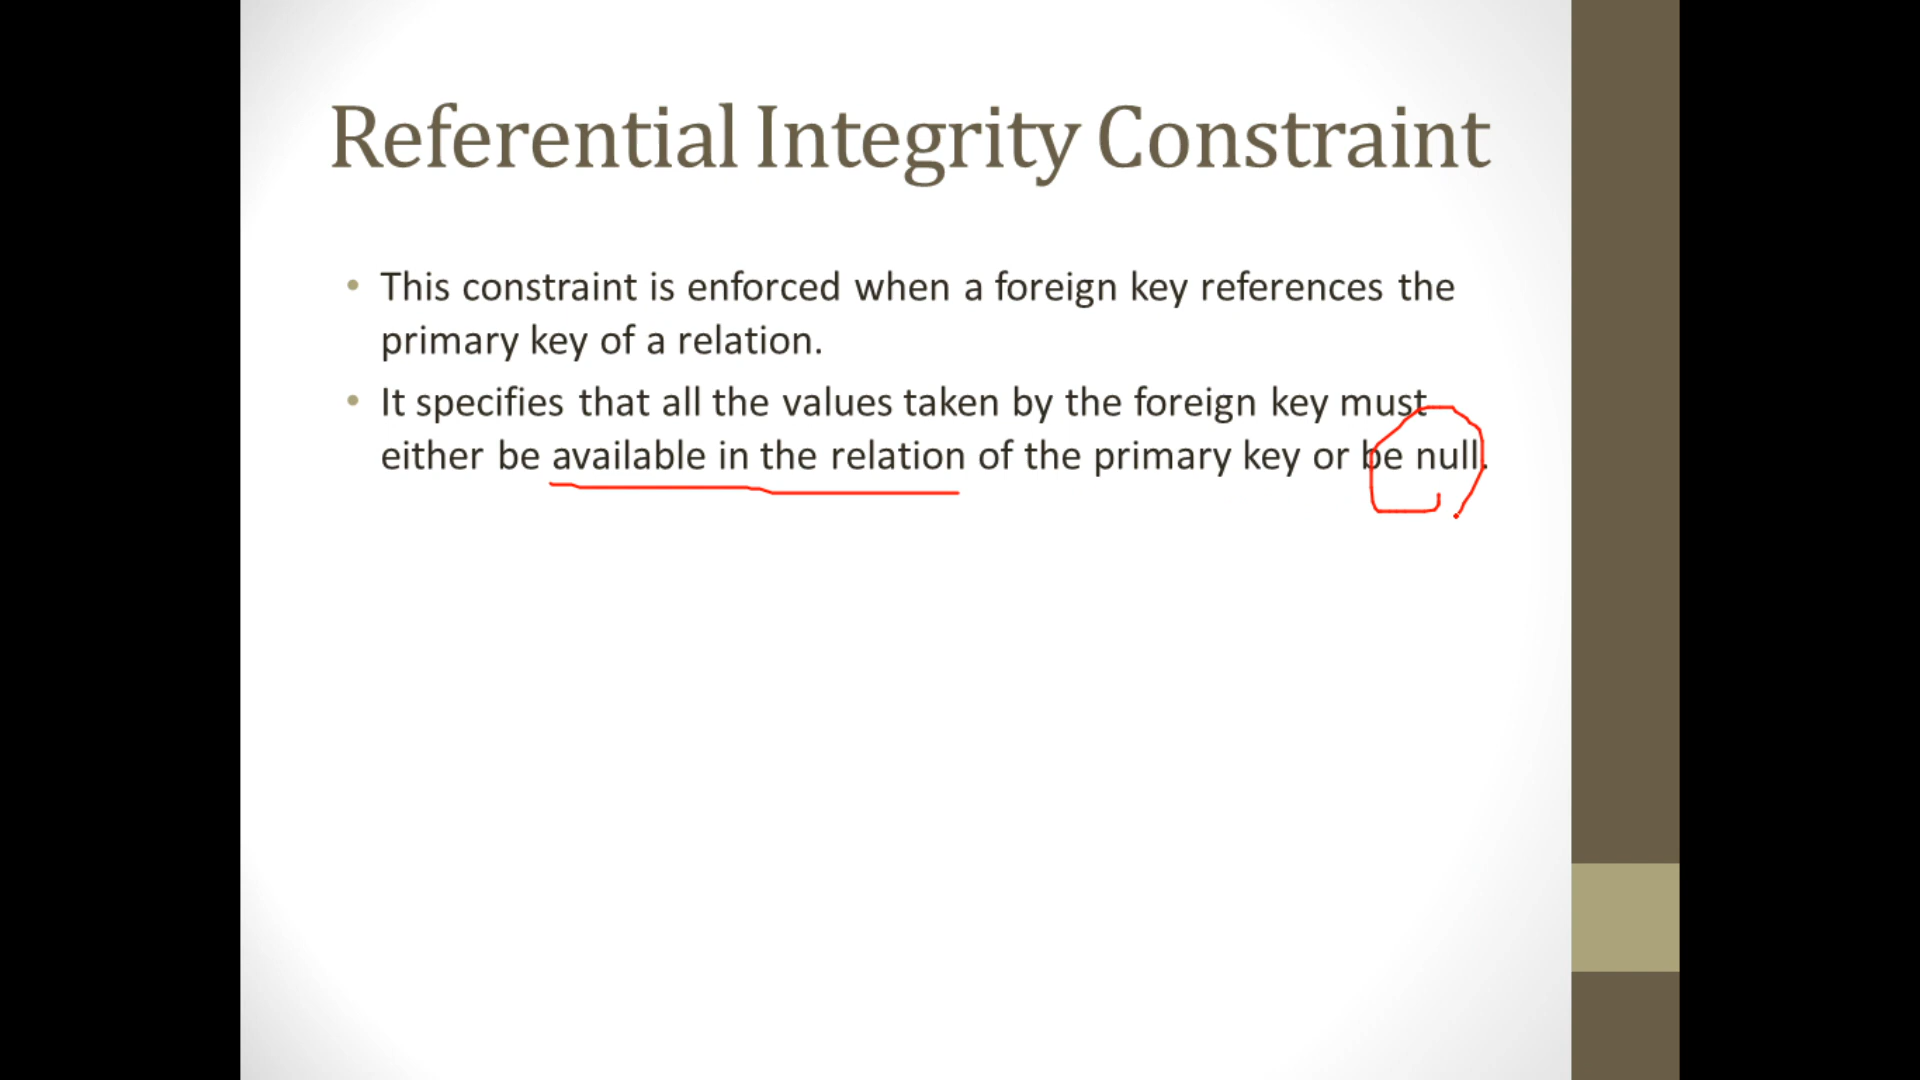 Referential Integrity Constraint
• This constraint is enforced when a foreign key references the
primary key of a relation.
• It specifies that all the values taken by the foreign key must
either be available in the relation of the primary key or be null.